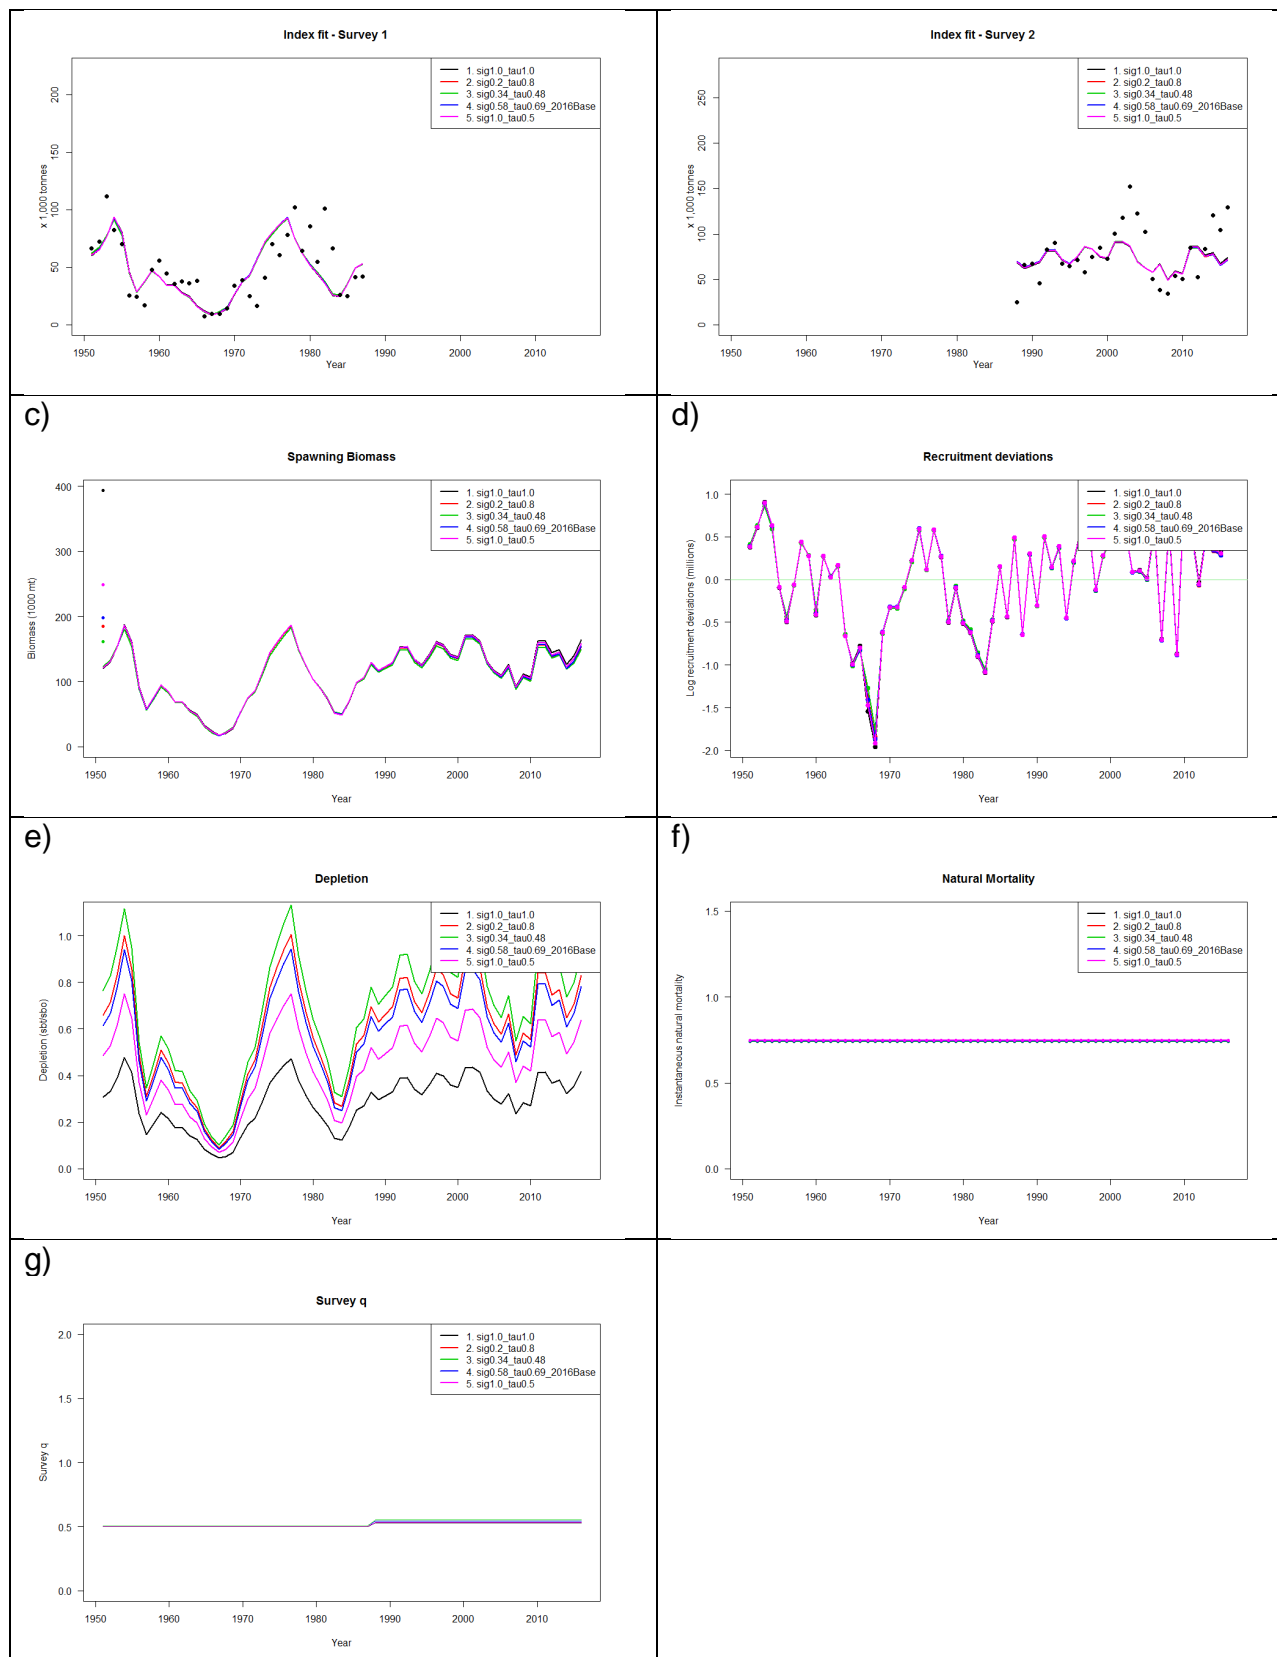 Index fit - Survey 1
1. sig1.0_tau1.0
2. sig0.2_tau0.8
3. sig0.34_tau0.48
4. sig0.58_tau0.69_2016Base
5. sig1.0_tau0.5
x 1,000 tonnes
200
150
100
50
0
1950 1960 1970 1980 1990 2000 2010
Year
Index fit - Survey 2
1. sig1.0_tau1.0
2. sig0.2_tau0.8
3. sig0.34_tau0.48
4. sig0.58_tau0.69_2016Base
5. sig1.0_tau0.5
x 1,000 tonnes
250
200
150
100
50
0
1950 1960 1970 1980 1990 2000 2010
Year
c)
Spawning Biomass
1. sig1.0_tau1.0
2. sig0.2_tau0.8
3. sig0.34_tau0.48
4. sig0.58_tau0.69_2016Base
5. sig1.0_tau0.5
Biomass (1000 mt)
400
300
200
100
0
1950 1960 1970 1980 1990 2000 2010
Year
d)
Recruitment deviations
1. sig1.0_tau1.0
2. sig0.2_tau0.8
3. sig0.34_tau0.48
4. sig0.58_tau0.69_2016Base
5. sig1.0_tau0.5
Log recruitment deviations (millions)
1.0
0.5
0.0
-0.5
-1.0
-1.5
-2.0
1950 1960 1970 1980 1990 2000 2010
Year
e)
Depletion
1. sig1.0_tau1.0
2. sig0.2_tau0.8
3. sig0.34_tau0.48
4. sig0.58_tau0.69_2016Base
5. sig1.0_tau0.5
Depletion (sbt/sbo)
1.0
0.8
0.6
0.4
0.2
0.0
1950 1960 1970 1980 1990 2000 2010
Year
f)
Natural Mortality
1. sig1.0_tau1.0
2. sig0.2_tau0.8
3. sig0.34_tau0.48
4. sig0.58_tau0.69_2016Base
5. sig1.0_tau0.5
Instantaneous natural mortality
1.5
1.0
0.5
0.0
1950 1960 1970 1980 1990 2000 2010
Year
g)
Survey q
1. sig1.0_tau1.0
2. sig0.2_tau0.8
3. sig0.34_tau0.48
4. sig0.58_tau0.69_2016Base
5. sig1.0_tau0.5
Survey q
2.0
1.5
1.0
0.5
0.0
1950 1960 1970 1980 1990 2000 2010
Year